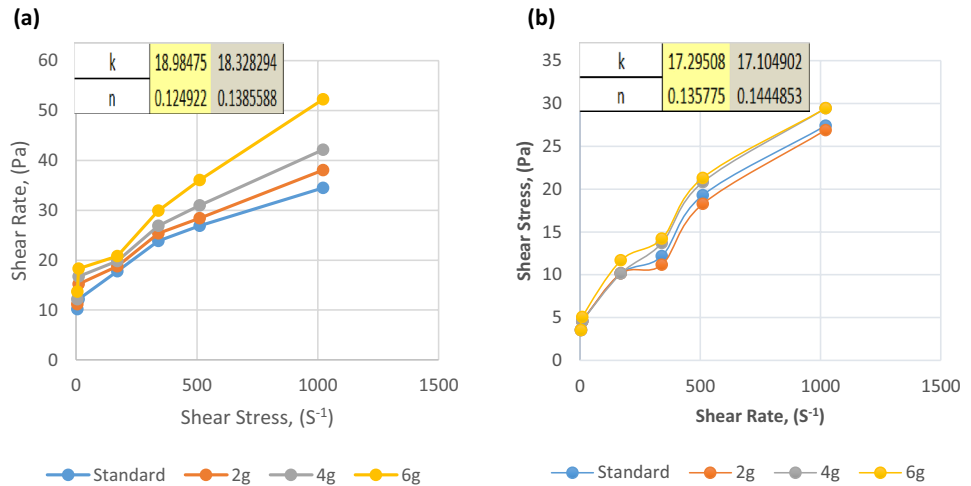 (a)
k 18.98475 18.328294
n 0.124922 0.1385588
60
50
40
30
20
10
0
0 500 1000 1500
Shear Rate, (Pa)
Shear Stress, (S⁻¹)
Standard 2g 4g 6g
(b)
k 17.29508 17.104902
n 0.135775 0.1444853
35
30
25
20
15
10
5
0
0 500 1000 1500
Shear Stress, (Pa)
Shear Rate, (S⁻¹)
Standard 2g 4g 6g